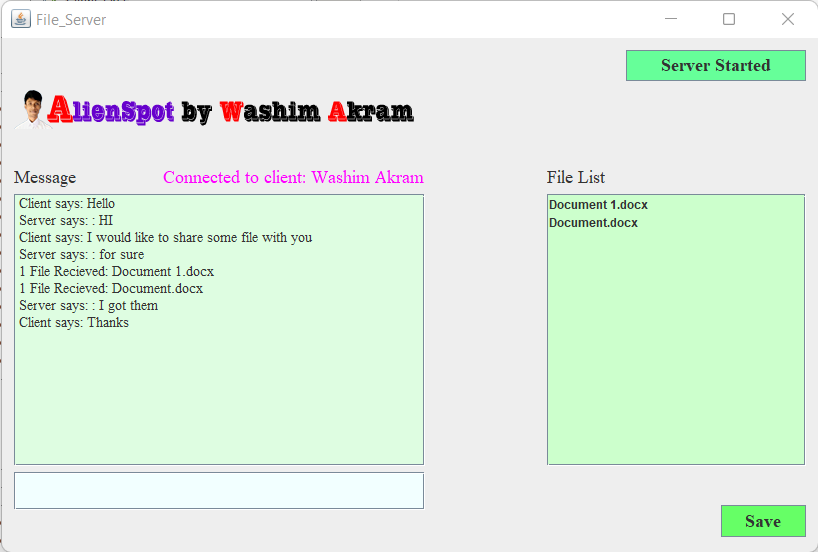 File_Server
Server Started
AlienSpot by Washim Akram
Message
Connected to client: Washim Akram
File List
Client says: Hello
Server says: : HI
Client says: I would like to share some file with you
Server says: : for sure
1 File Recieved: Document 1.docx
1 File Recieved: Document.docx
Server says: : I got them
Client says: Thanks
Document 1.docx
Document.docx
Save